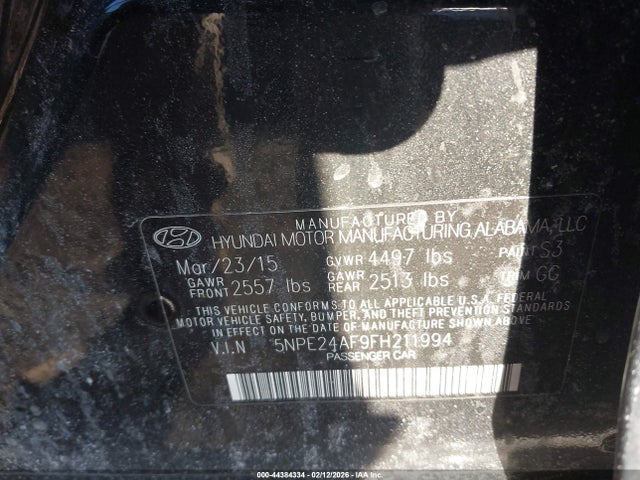 MANUFACTURED BY
HYUNDAI MOTOR MANUFACTURING, ALABAMA, LLC
Mar/23/15 GVWR 4497 lbs PAINT S3
GAWR FRONT 2557 lbs GAWR REAR 2513 lbs TRIM GC
THIS VEHICLE CONFORMS TO ALL APPLICABLE U.S.A. FEDERAL
MOTOR VEHICLE SAFETY, BUMPER, AND THEFT PREVENTION STANDARDS
IN EFFECT ON THE DATE OF MANUFACTURE SHOWN ABOVE.
V.I.N 5NPE24AF9FH211994
PASSENGER CAR
000-44384334 - 02/12/2026 - COPYRIGHT IAA, LLC.